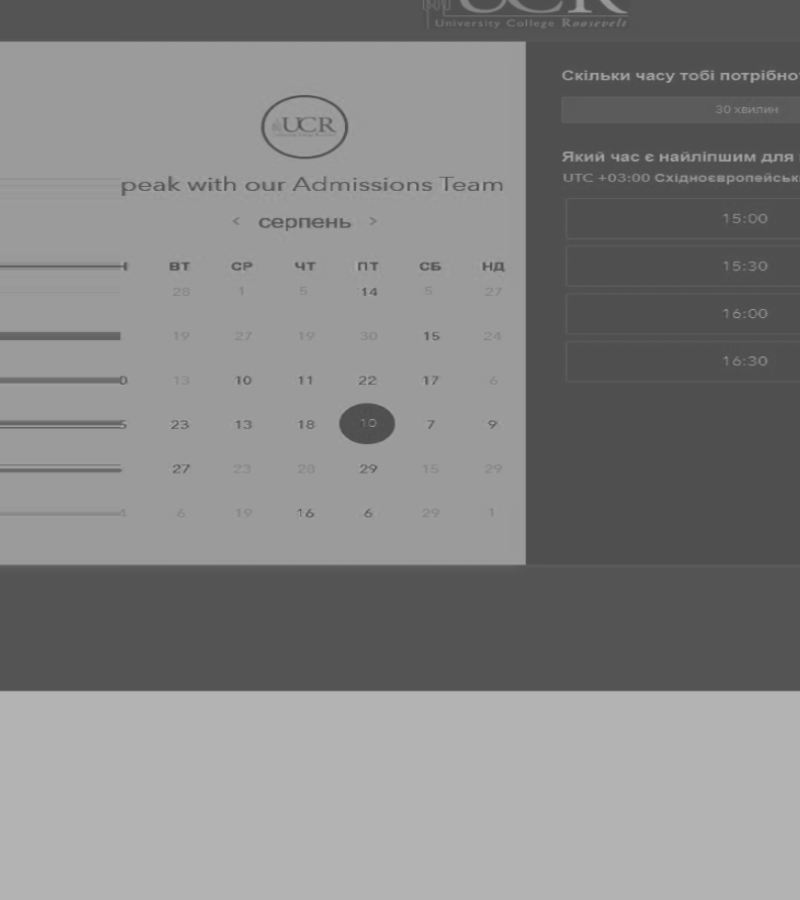 UCR
University College Roosevelt
UCR
peak with our Admissions Team
< серпень >
ВТ СР ЧТ ПТ СБ НД
28 1 5 14 5 27
19 27 19 30 15 24
0 13 10 11 22 17 6
5 23 13 18 10 7 9
27 23 28 29 15 29
4 6 19 16 6 29 1
Скільки часу тобі потрібно
30 хвилин
Який час є найліпшим для
UTC +03:00 Східноєвропейськ
15:00
15:30
16:00
16:30